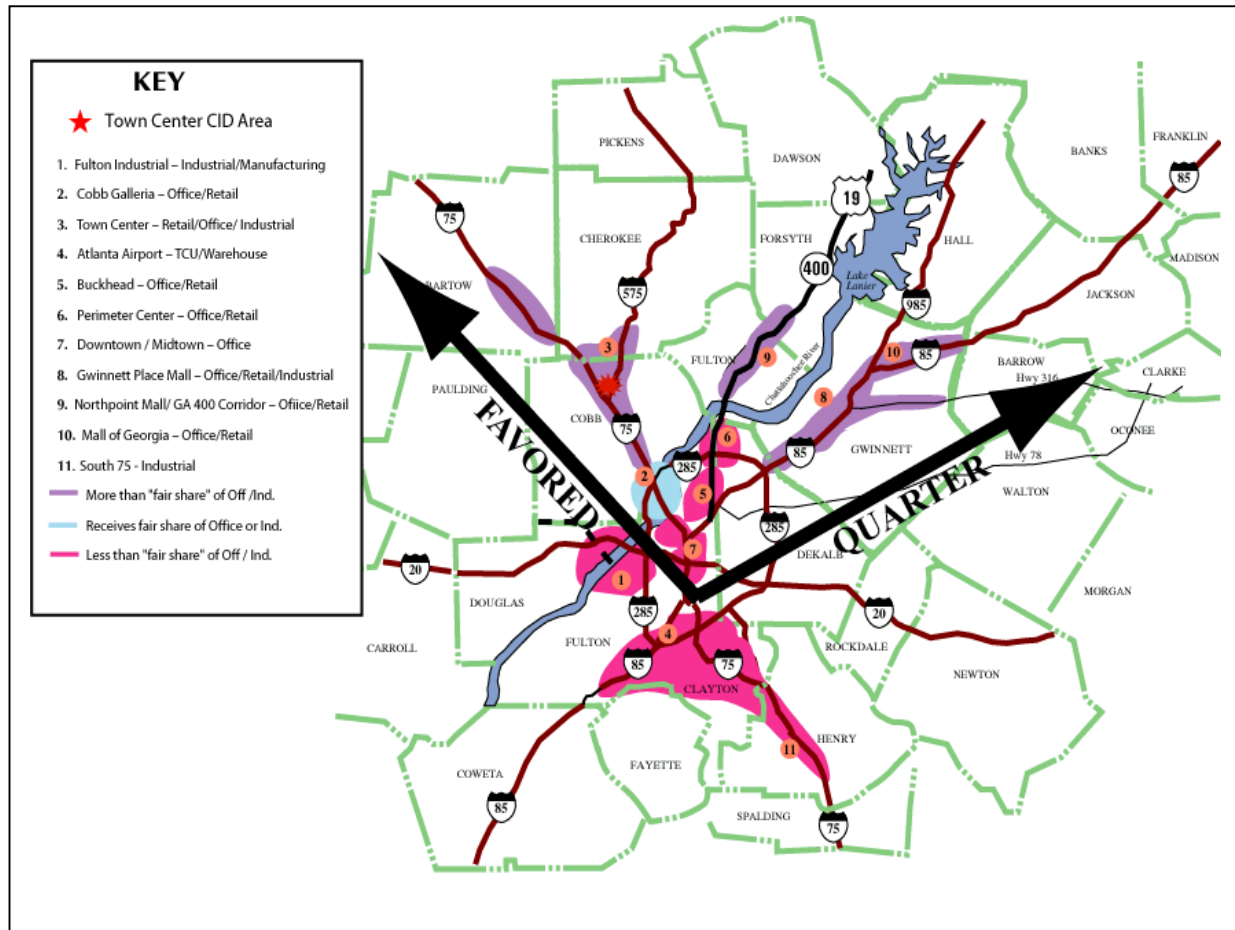 KEY
Town Center CID Area
1. Fulton Industrial – Industrial/Manufacturing
2. Cobb Galleria – Office/Retail
3. Town Center – Retail/Office/ Industrial
4. Atlanta Airport – TCU/Warehouse
5. Buckhead – Office/Retail
6. Perimeter Center – Office/Retail
7. Downtown / Midtown – Office
8. Gwinnett Place Mall – Office/Retail/Industrial
9. Northpoint Mall/ GA 400 Corridor – Ofiice/Retail
10. Mall of Georgia – Office/Retail
11. South 75 - Industrial
More than "fair share" of Off /Ind.
Receives fair share of Office or Ind.
Less than "fair share" of Off / Ind.
PICKENS
DAWSON
BANKS
FRANKLIN
85
75
19
CHEROKEE
FORSYTH
HALL
MADISON
400
Lake
Lanier
BARTOW
575
985
JACKSON
3
FULTON
9
Chattahoochee River
10
85
BARROW
Hwy 316
CLARKE
PAULDING
COBB
75
8
OCONEE
FAVORED
6
285
85
GWINNETT
Hwy 78
2
5
WALTON
QUARTER
7
285
DEKALB
20
1
DOUGLAS
285
20
MORGAN
CARROLL
FULTON
4
ROCKDALE
85
75
NEWTON
CLAYTON
HENRY
11
COWETA
FAYETTE
85
SPALDING
75